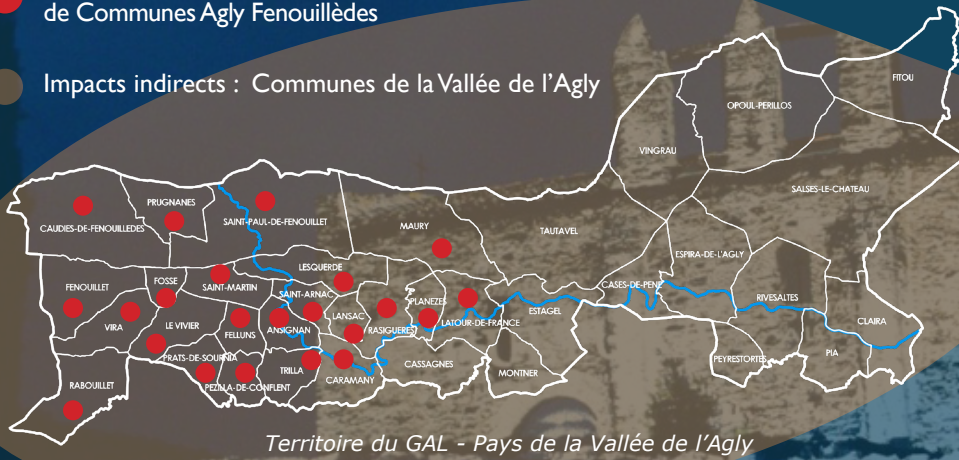 de Communes Agly Fenouillèdes
Impacts indirects : Communes de la Vallée de l'Agly
FITOU
OPOUL-PERILLOS
VINGRAU
SALSES-LE-CHATEAU
PRUGNANES
SAINT-PAUL-DE-FENOUILLET
CAUDIES-DE-FENOUILLEDES
MAURY
TAUTAVEL
ESPIRA-DE-L'AGLY
LESQUERDE
FOSSE
SAINT-MARTIN
FENOUILLET
SAINT-ARNAC
CASES-DE-PENE
RIVESALTES
PLANEZES
ESTAGEL
LANSAC
LATOUR-DE-FRANCE
CLAIRA
VIRA
LE VIVIER
FELLUNS
ANSIGNAN
RASIGUERES
PIA
PRATS-DE-SOURNIA
PEYRESTORTES
CASSAGNES
TRILLA
MONTNER
CARAMANY
RABOUILLET
PEZILLA-DE-CONFLENT
Territoire du GAL - Pays de la Vallée de l'Agly